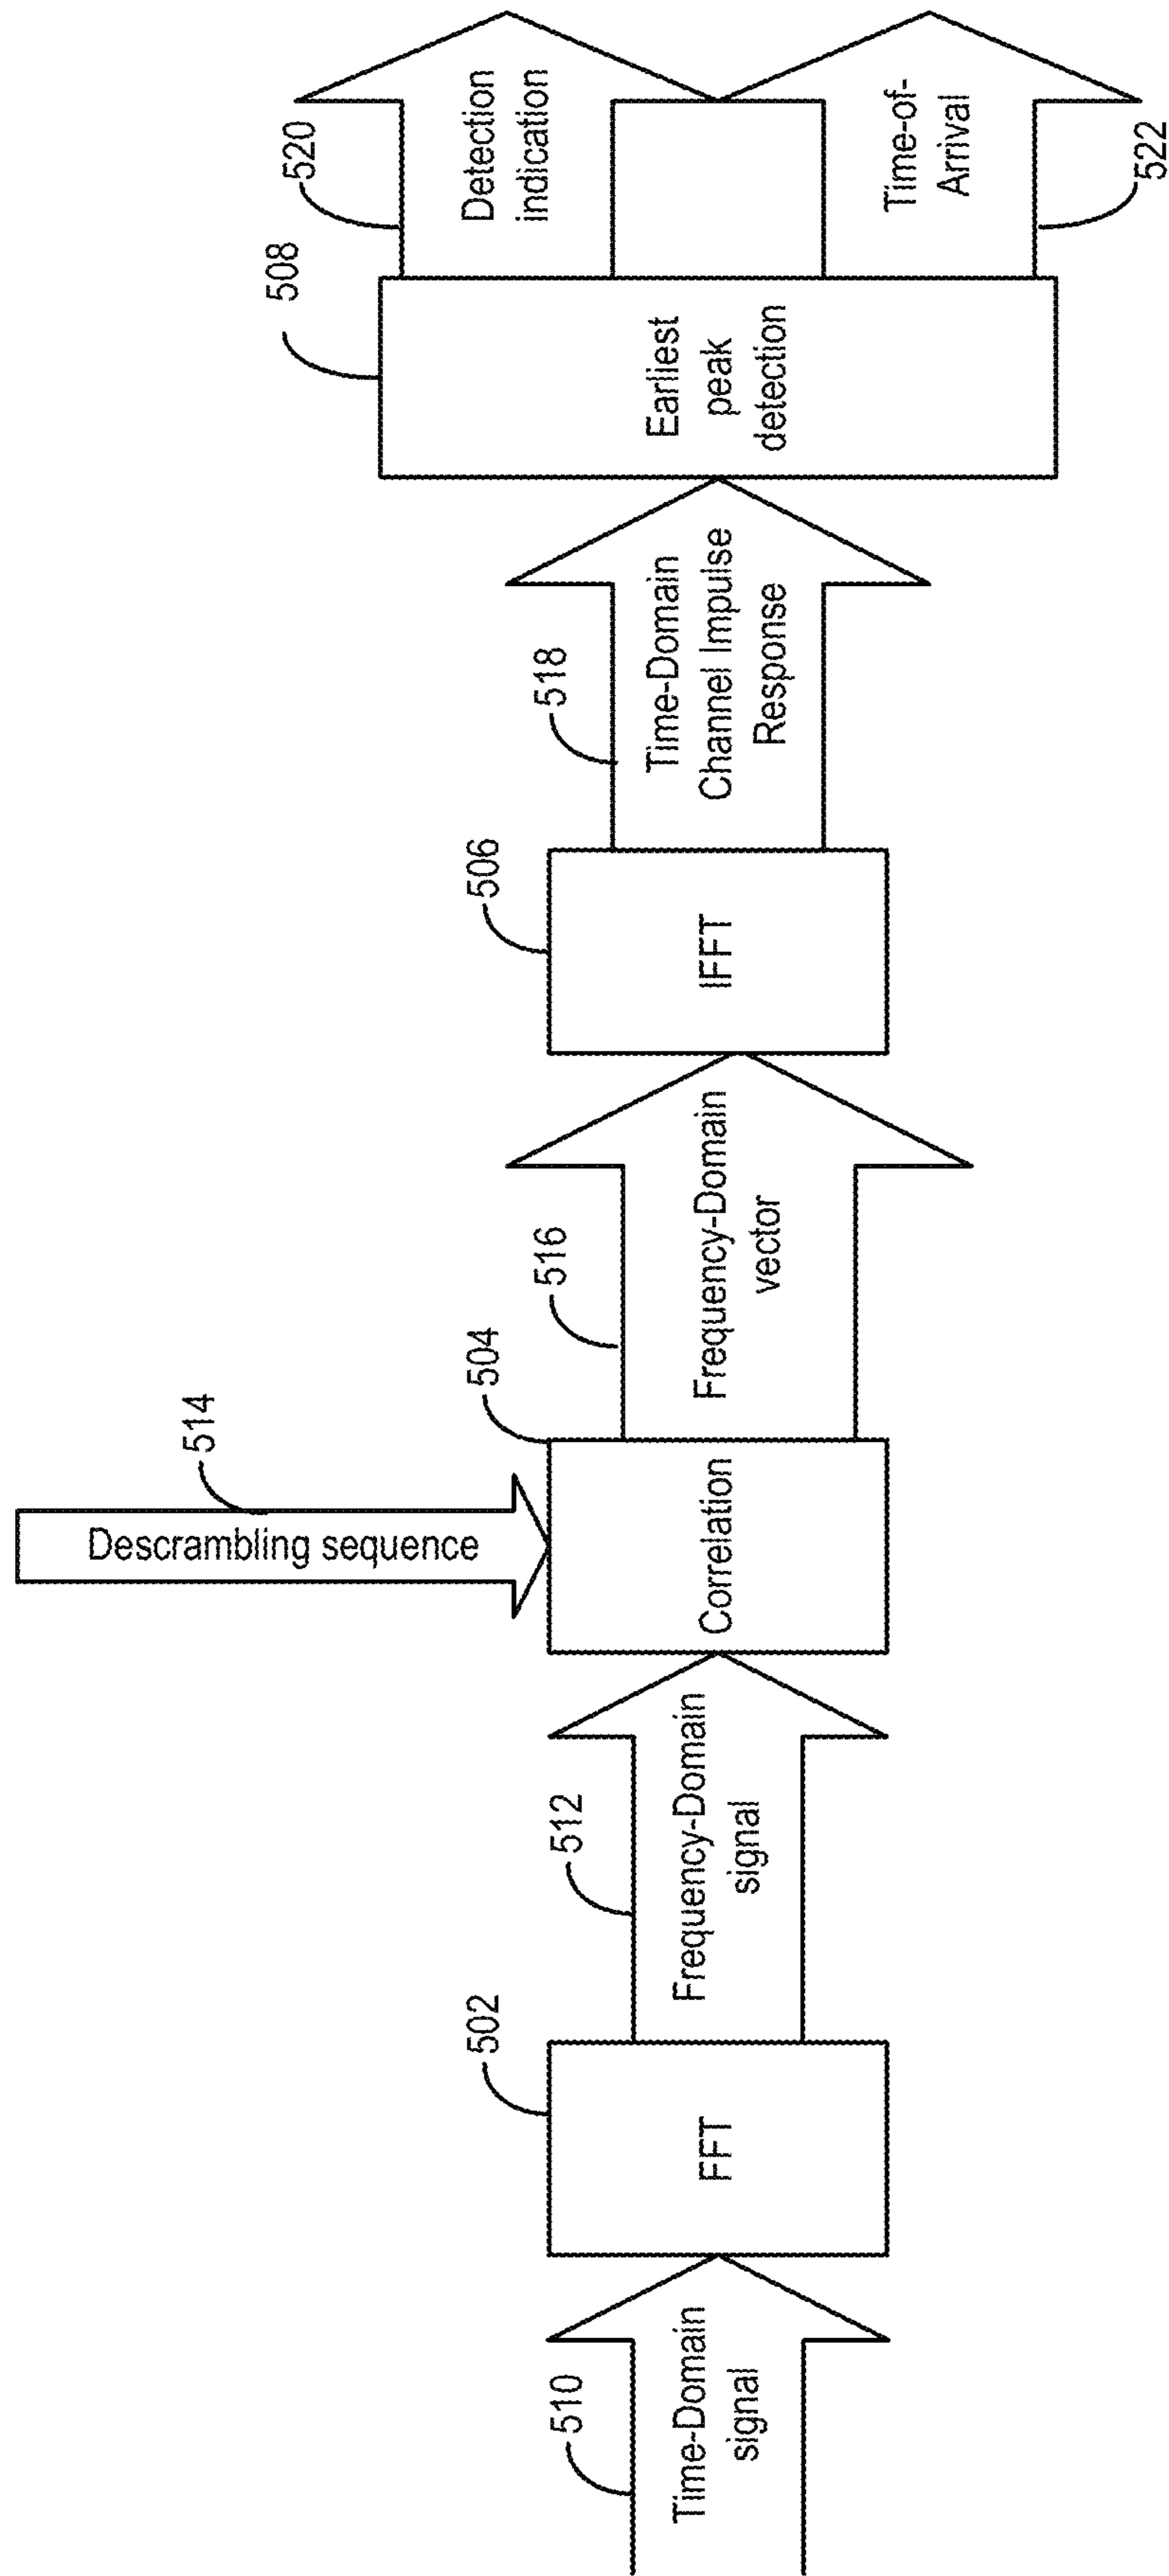 510
Time-Domain
signal
502
FFT
512
Frequency-Domain
signal
514
Descrambling sequence
504
Correlation
516
Frequency-Domain
vector
506
IFFT
518
Time-Domain
Channel Impulse
Response
508
Earliest
peak
detection
520
Detection
indication
Time-of-
Arrival
522